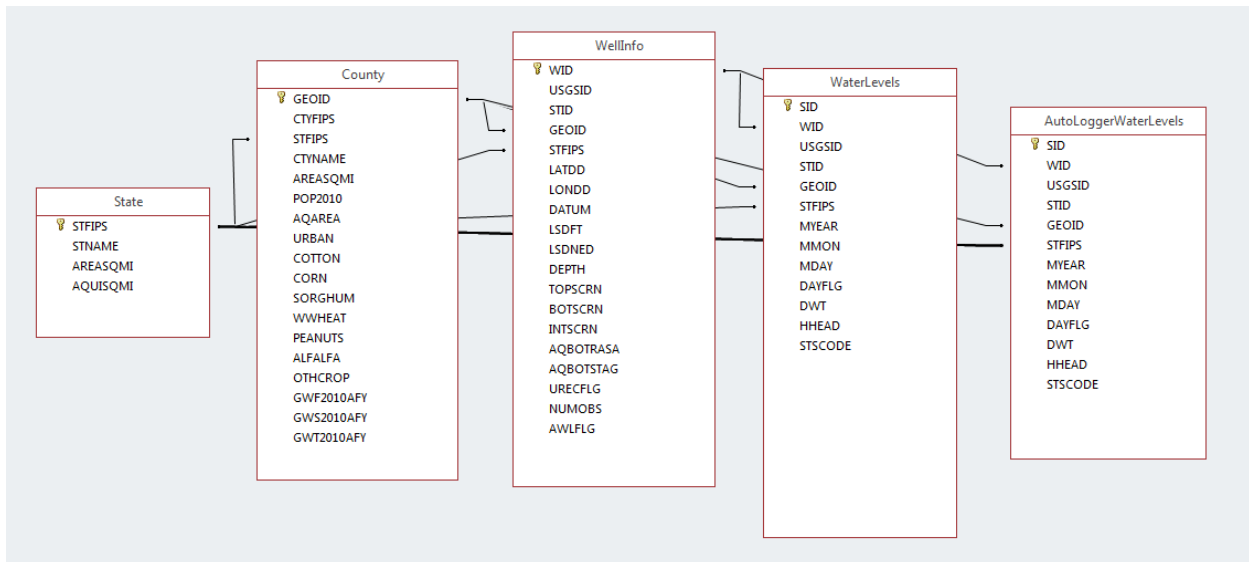 State
STFIPS
STNAME
AREASQMI
AQUISQMI
County
GEOID
CTYFIPS
STFIPS
CTYNAME
AREASQMI
POP2010
AQAREA
URBAN
COTTON
CORN
SORGHUM
WWHEAT
PEANUTS
ALFALFA
OTHCROP
GWF2010AFY
GWS2010AFY
GWT2010AFY
WellInfo
WID
USGSID
STID
GEOID
STFIPS
LATDD
LONDD
DATUM
LSDFT
LSDNED
DEPTH
TOPSCRN
BOTSCRN
INTSCRN
AQBOTRASA
AQBOTSTAG
URECFLG
NUMOBS
AWLFLG
WaterLevels
SID
WID
USGSID
STID
GEOID
STFIPS
MYEAR
MMON
MDAY
DAYFLG
DWT
HHEAD
STSCODE
AutoLoggerWaterLevels
SID
WID
USGSID
STID
GEOID
STFIPS
MYEAR
MMON
MDAY
DAYFLG
DWT
HHEAD
STSCODE